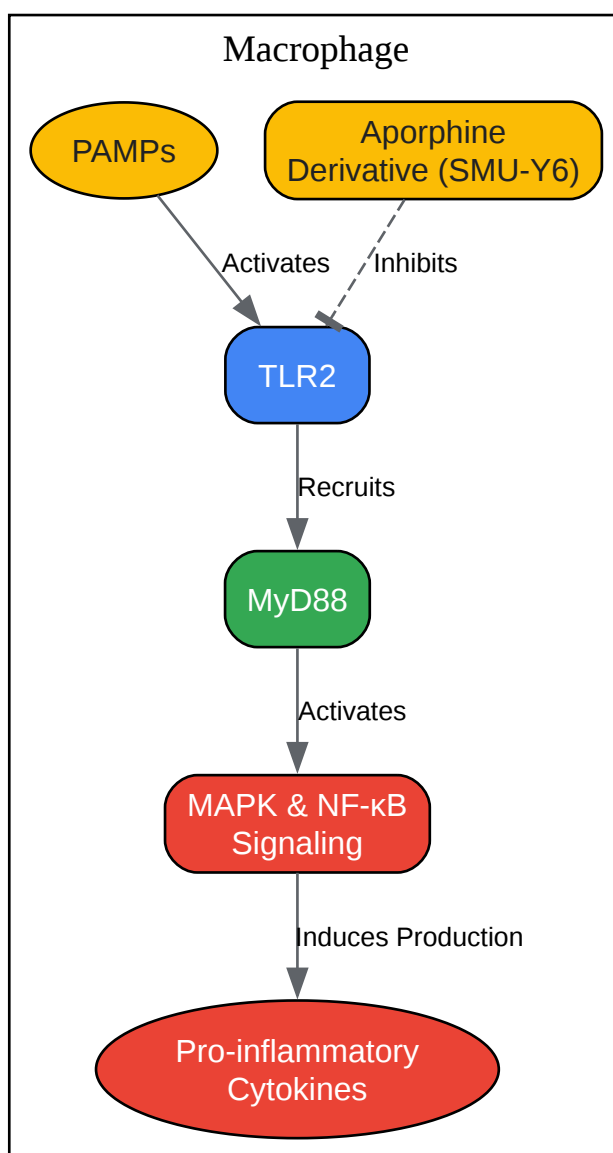 Macrophage
PAMPs
Aporphine
Derivative (SMU-Y6)
Activates
Inhibits
TLR2
Recruits
MyD88
Activates
MAPK & NF-κB
Signaling
Induces Production
Pro-inflammatory
Cytokines